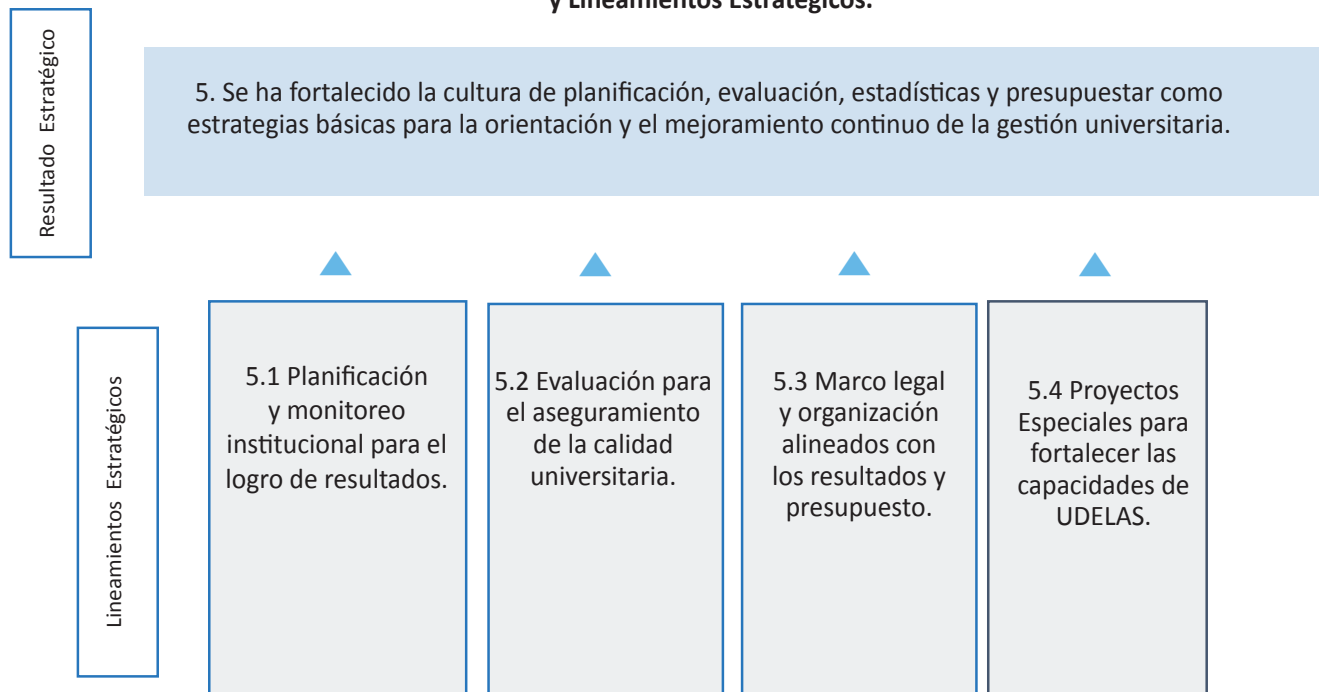 y Lineamientos Estratégicos.
Resultado Estratégico
5. Se ha fortalecido la cultura de planificación, evaluación, estadísticas y presupuestar como
estrategias básicas para la orientación y el mejoramiento continuo de la gestión universitaria.
Lineamientos Estratégicos
5.1 Planificación
y monitoreo
institucional para el
logro de resultados.
5.2 Evaluación para
el aseguramiento
de la calidad
universitaria.
5.3 Marco legal
y organización
alineados con
los resultados y
presupuesto.
5.4 Proyectos
Especiales para
fortalecer las
capacidades de
UDELAS.